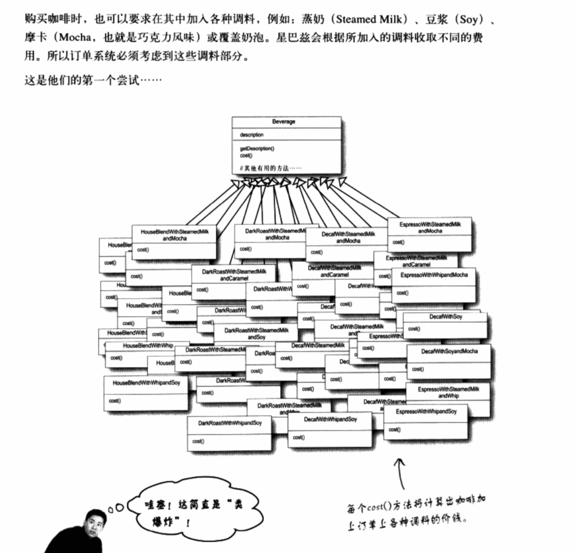 购买咖啡时，也可以要求在其中加入各种调料，例如：蒸奶（Steamed Milk）、豆浆（Soy）、
摩卡（Mocha，也就是巧克力风味）或覆盖奶泡。星巴兹会根据所加入的调料收取不同的费
用。所以订单系统必须考虑到这些调料部分。
这是他们的第一个尝试……
Beverage
description
getDescription()
cost()
//其他有用的方法……
HouseBlendWithSteamedMilk
andMocha
cost()
DarkRoastWithSteamedMilk
andMocha
cost()
DecafWithSteamedMilk
andMocha
cost()
EspressoWithSteamedMilk
andMocha
cost()
DarkRoastWithSteamedMilk
andCaramel
cost()
DecafWithSteamedMilk
andCaramel
cost()
EspressoWithSteamedMilk
andCaramel
EspressoWithWhipandMocha
cost()
DarkRoastWithSteamedMilk
andSoy
cost()
DecafWithSteamedMilk
andSoy
DecafWithSoy
cost()
HouseBlendWithWhip
cost()
DecafWithSoy
cost()
DecafWithSoyandMocha
cost()
HouseBlendWithWhipandSoy
cost()
EspressoWithSteamedMilk
andWhip
cost()
DarkRoastWithWhipandSoy
cost()
DecafWithWhipandSoy
cost()
EspressoWithWhipandSoy
cost()
哇塞！这简直是“类
爆炸”！
每个cost()方法将计算出咖啡加
上订单上各种调料的价钱。